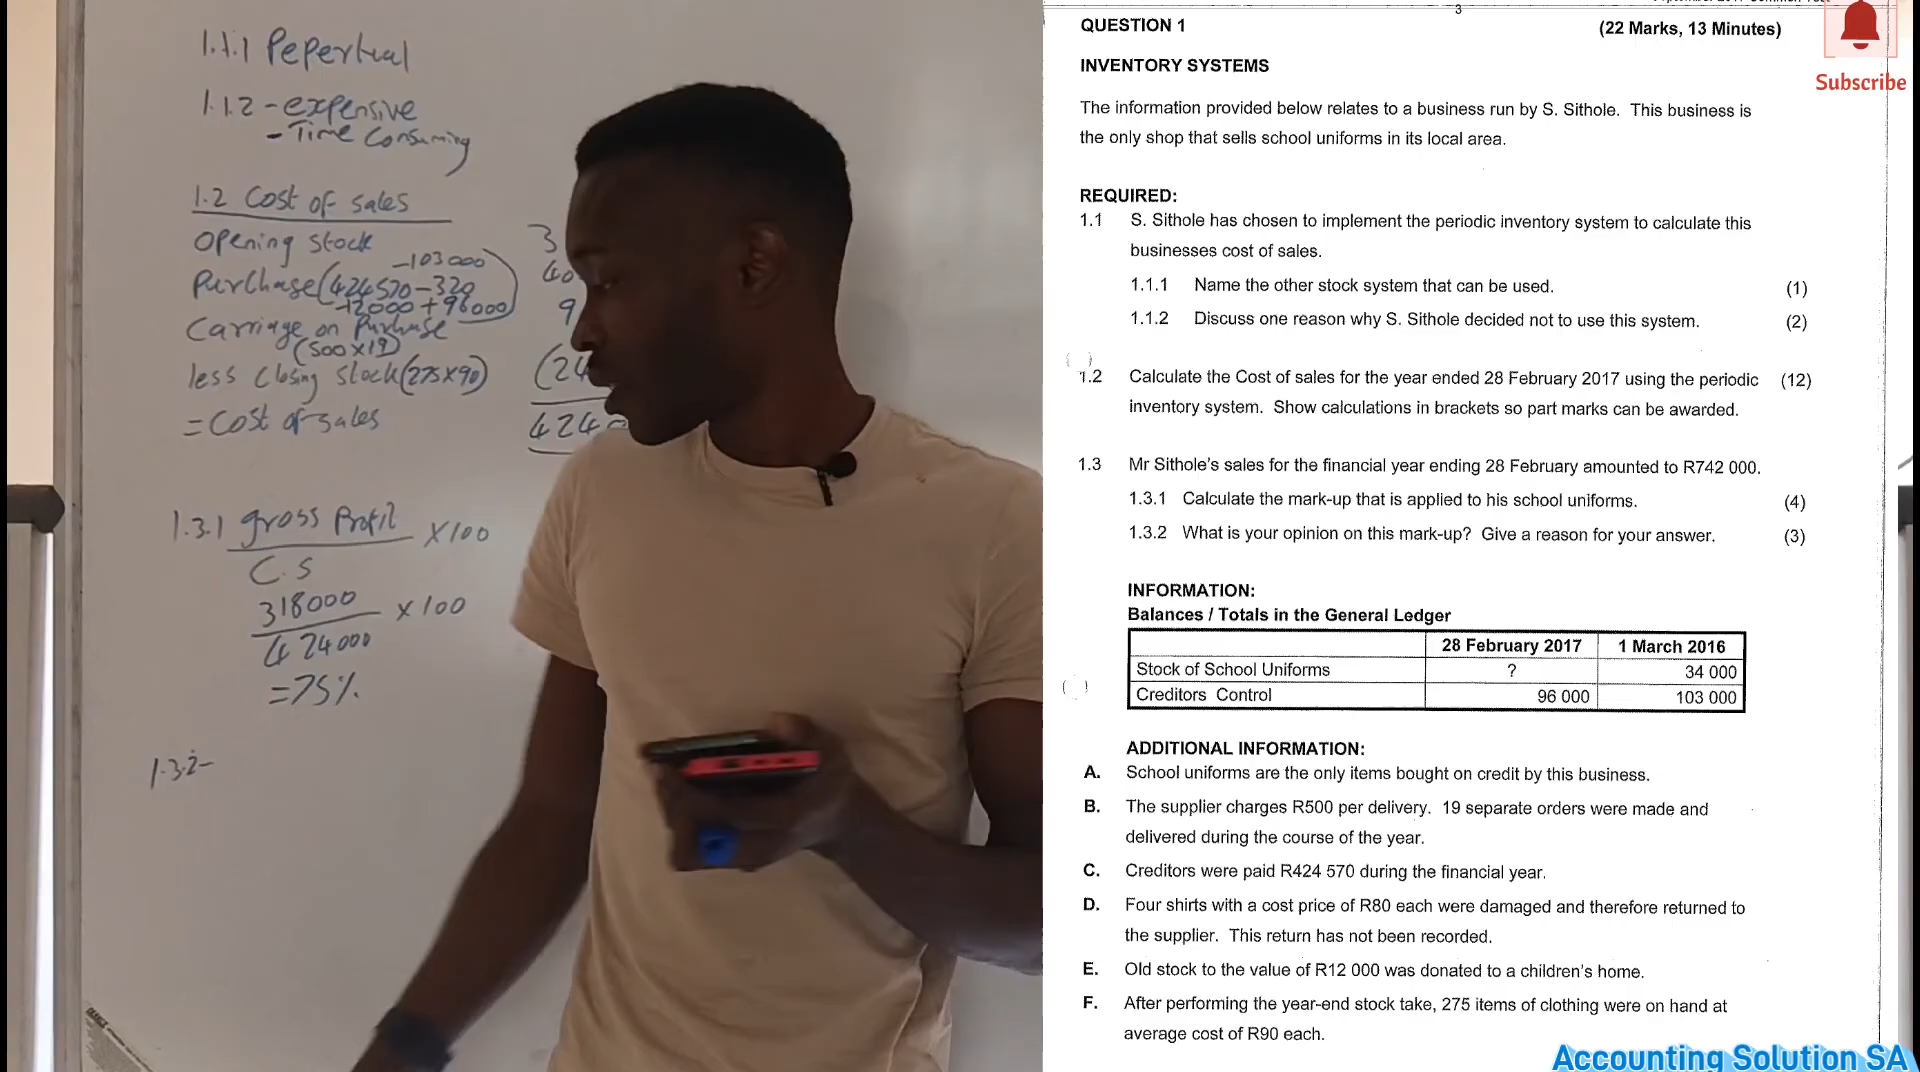 1.1.1 Pepertual
1.1.2 - expensive
- Time Consuming
1.2 Cost of sales
Opening stock
Purchase (424570 - 320
- 103000
- 12000 + 96000)
Carriage on Purchase
(500 x 19)
less Closing stock (275 x 90)
= Cost of sales
3
40
9
(24
424
1.3.1 gross Profit x 100
C.S
318000 x 100
424000
= 75%
1.3.2 -
3
QUESTION 1
(22 Marks, 13 Minutes)
Subscribe
INVENTORY SYSTEMS
The information provided below relates to a business run by S. Sithole. This business is
the only shop that sells school uniforms in its local area.
REQUIRED:
1.1 S. Sithole has chosen to implement the periodic inventory system to calculate this
businesses cost of sales.
1.1.1 Name the other stock system that can be used. (1)
1.1.2 Discuss one reason why S. Sithole decided not to use this system. (2)
1.2 Calculate the Cost of sales for the year ended 28 February 2017 using the periodic (12)
inventory system. Show calculations in brackets so part marks can be awarded.
1.3 Mr Sithole's sales for the financial year ending 28 February amounted to R742 000.
1.3.1 Calculate the mark-up that is applied to his school uniforms. (4)
1.3.2 What is your opinion on this mark-up? Give a reason for your answer. (3)
INFORMATION:
Balances / Totals in the General Ledger
28 February 2017 1 March 2016
Stock of School Uniforms ? 34 000
Creditors Control 96 000 103 000
ADDITIONAL INFORMATION:
A. School uniforms are the only items bought on credit by this business.
B. The supplier charges R500 per delivery. 19 separate orders were made and
delivered during the course of the year.
C. Creditors were paid R424 570 during the financial year.
D. Four shirts with a cost price of R80 each were damaged and therefore returned to
the supplier. This return has not been recorded.
E. Old stock to the value of R12 000 was donated to a children's home.
F. After performing the year-end stock take, 275 items of clothing were on hand at
average cost of R90 each.
Accounting Solution SA